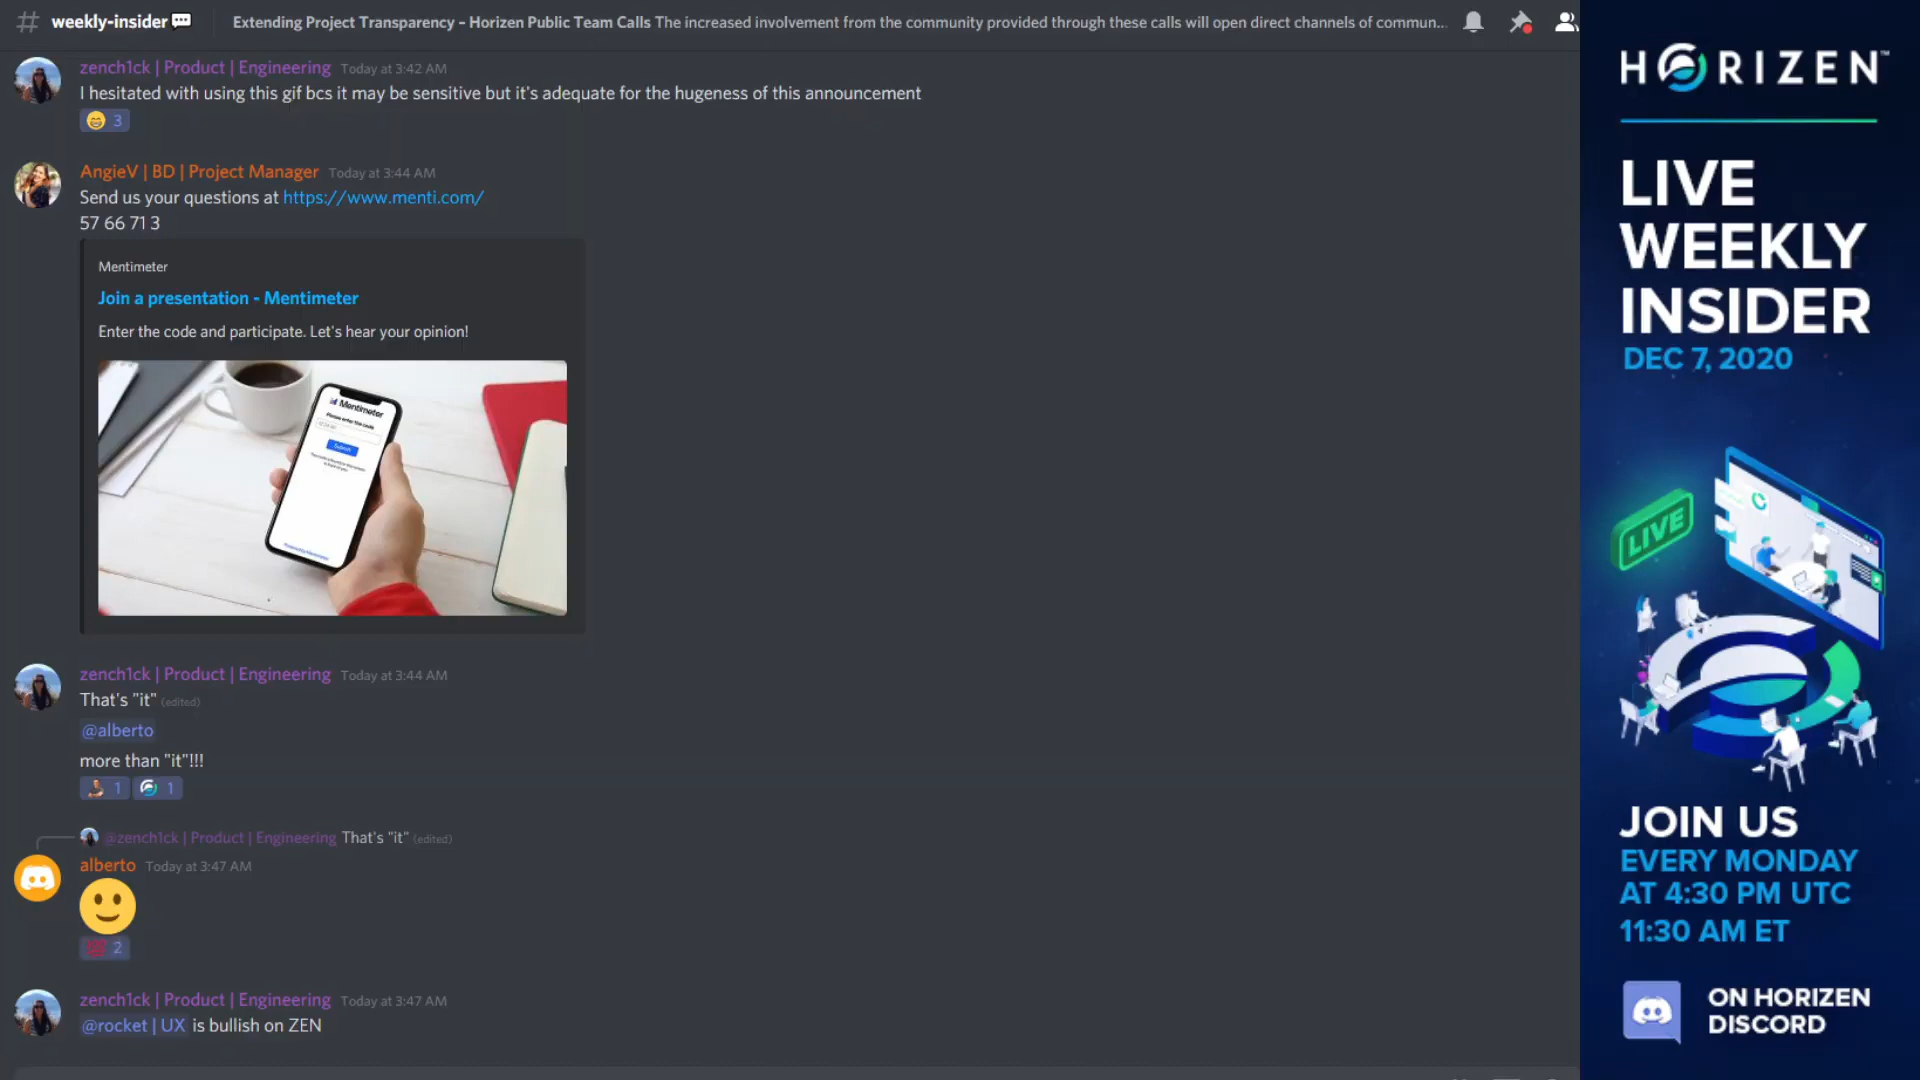 weekly-insider
Extending Project Transparency – Horizen Public Team Calls The increased involvement from the community provided through these calls will open direct channels of commun...
zench1ck | Product | Engineering Today at 3:42 AM
I hesitated with using this gif bcs it may be sensitive but it's adequate for the hugeness of this announcement
3
AngieV | BD | Project Manager Today at 3:44 AM
Send us your questions at https://www.menti.com/
57 66 71 3
Mentimeter
Join a presentation - Mentimeter
Enter the code and participate. Let's hear your opinion!
Mentimeter
Please enter the code
Submit
zench1ck | Product | Engineering Today at 3:44 AM
That's "it" (edited)
@alberto
more than "it"!!!
1 1
@zench1ck | Product | Engineering That's "it" (edited)
alberto Today at 3:47 AM
2
zench1ck | Product | Engineering Today at 3:47 AM
@rocket | UX is bullish on ZEN
HORIZEN™
LIVE
WEEKLY
INSIDER
DEC 7, 2020
LIVE
JOIN US
EVERY MONDAY
AT 4:30 PM UTC
11:30 AM ET
ON HORIZEN
DISCORD